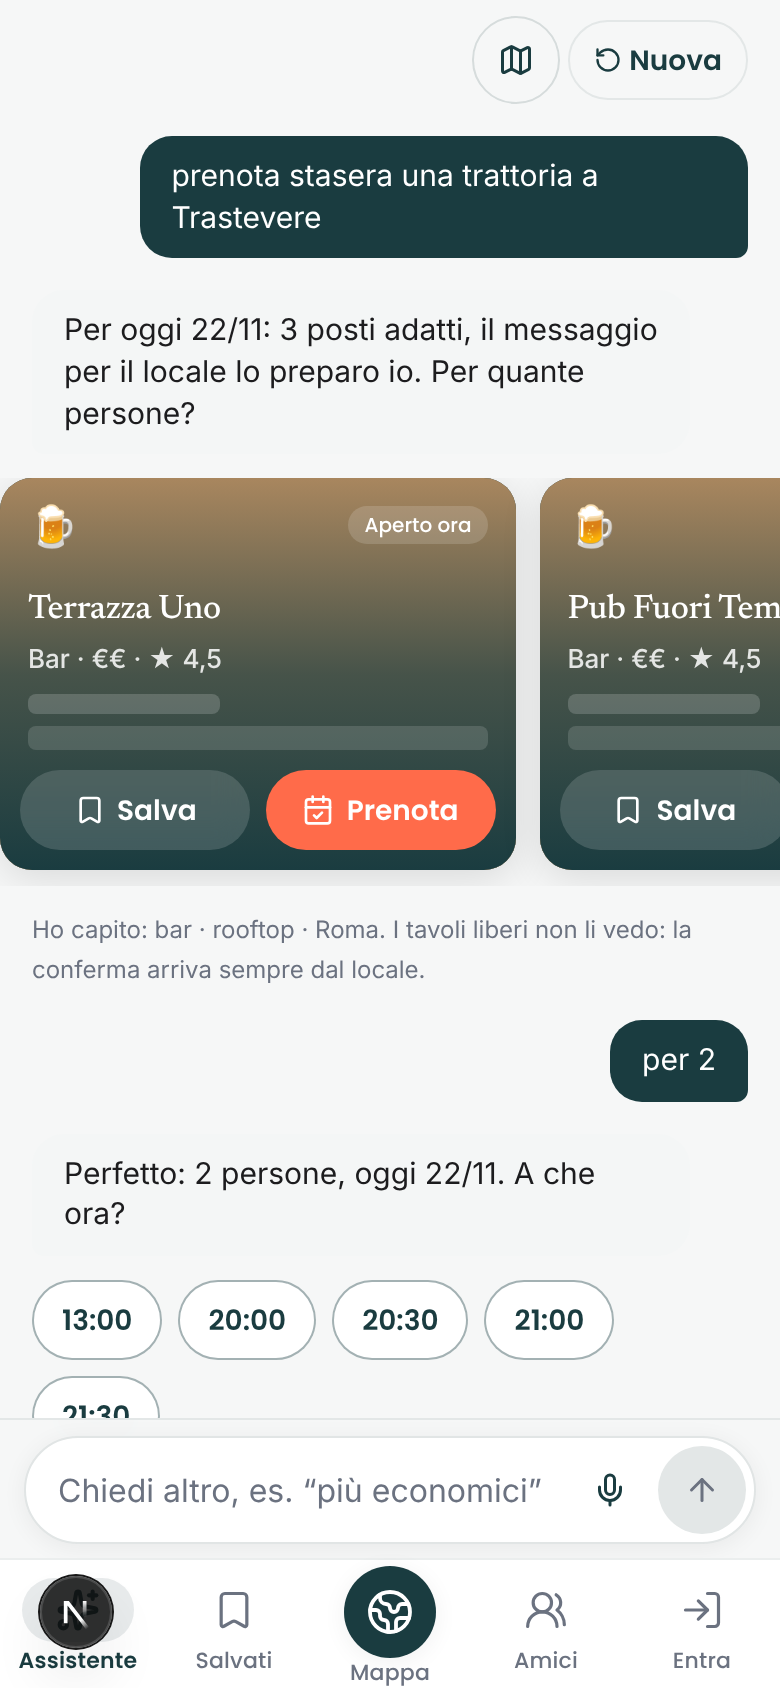 Nuova
prenota stasera una trattoria a
Trastevere
Per oggi 22/11: 3 posti adatti, il messaggio
per il locale lo preparo io. Per quante
persone?
Aperto ora
Terrazza Uno
Bar · €€ · ★ 4,5
Salva
Prenota
Pub Fuori Tem
Bar · €€ · ★ 4,5
Salva
Ho capito: bar · rooftop · Roma. I tavoli liberi non li vedo: la
conferma arriva sempre dal locale.
per 2
Perfetto: 2 persone, oggi 22/11. A che
ora?
13:00 20:00 20:30 21:00
21:30
Chiedi altro, es. “più economici”
N
Assistente Salvati Mappa Amici Entra